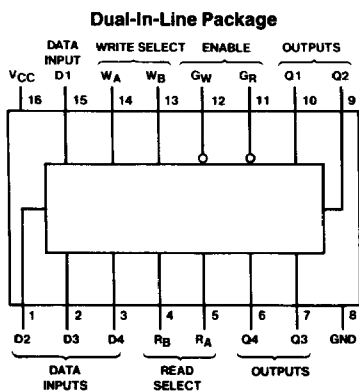 Dual-In-Line Package
DATA INPUT WRITE SELECT ENABLE OUTPUTS
VCC D1 WA WB GW GR Q1 Q2
16 15 14 13 12 11 10 9
1 2 3 4 5 6 7 8
D2 D3 D4 RB RA Q4 Q3 GND
DATA INPUTS READ SELECT OUTPUTS